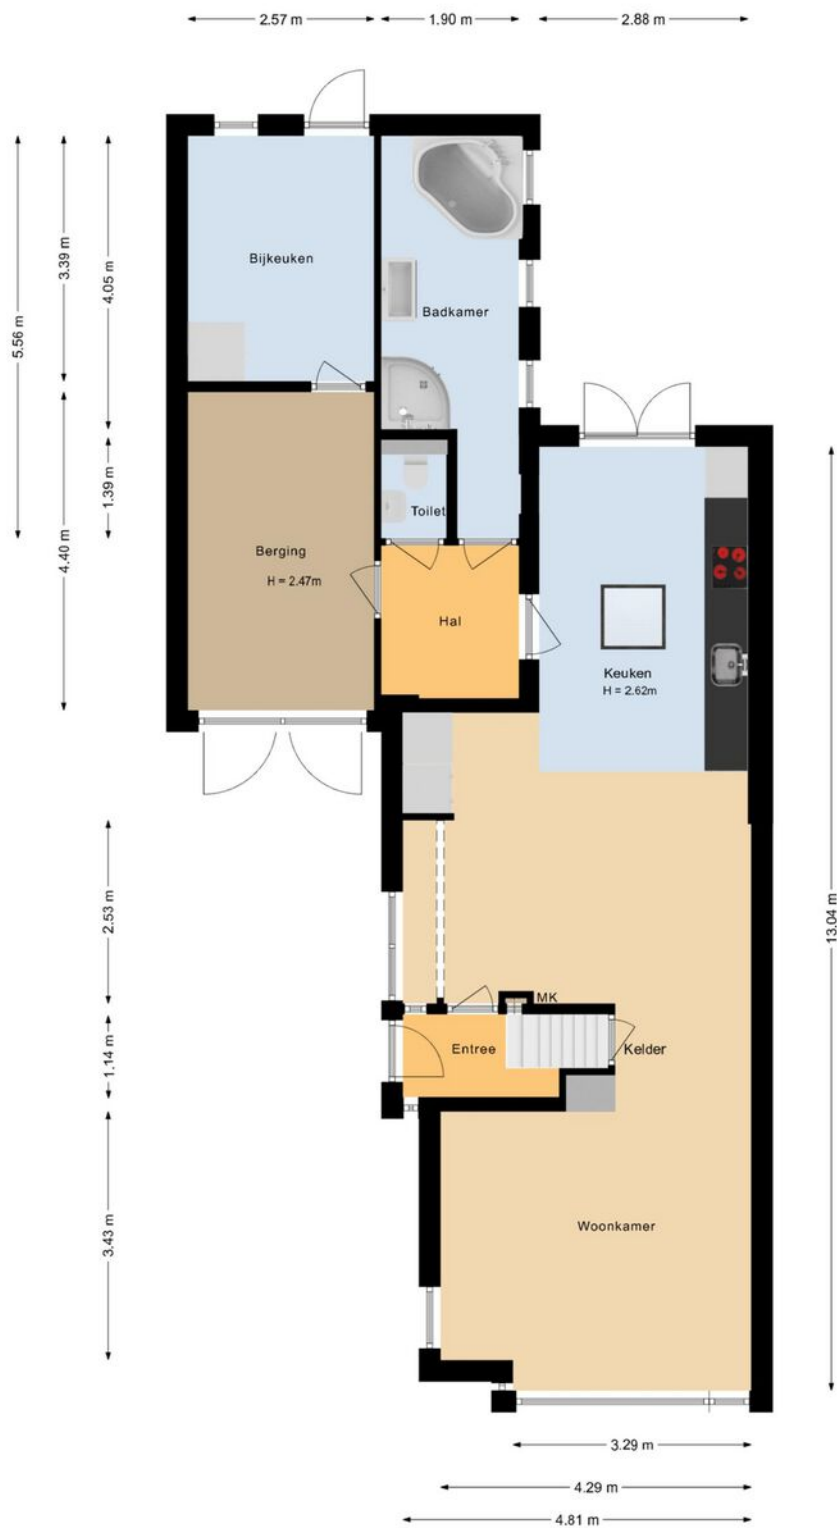 2.57 m
1.90 m
2.88 m
5.56 m
3.39 m
4.05 m
Bijkeuken
Badkamer
1.39 m
4.40 m
Toilet
Berging
H = 2.47m
Hal
Keuken
H = 2.62m
2.53 m
13.04 m
MK
Entree
Kelder
1.14 m
3.43 m
Woonkamer
3.29 m
4.29 m
4.81 m